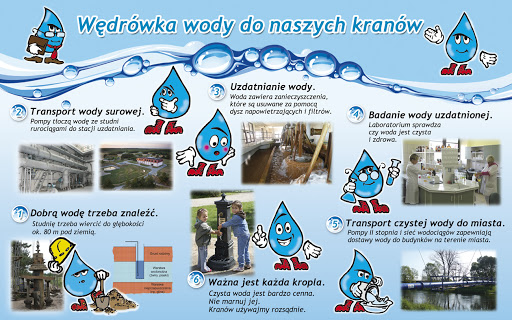 Wędrówka wody do naszych kranów
2
Transport wody surowej.
Pompy tłoczą wodę ze studni
rurociągami do stacji uzdatniania.
3
Uzdatnianie wody.
Woda zawiera zanieczyszczenia,
które są usuwane za pomocą
dysz napowietrzających i filtrów.
4
Badanie wody uzdatnionej.
Laboratorium sprawdza
czy woda jest czysta
i zdrowa.
1
Dobrą wodę trzeba znaleźć.
Studnię trzeba wiercić do głębokości
ok. 80 m pod ziemią.
5
Transport czystej wody do miasta.
Pompy II stopnia i sieć wodociągów zapewniają
dostawy wody do budynków na terenie miasta.
6
Ważna jest każda kropla.
Czysta woda jest bardzo cenna.
Nie marnuj jej.
Kranów używajmy rozsądnie.